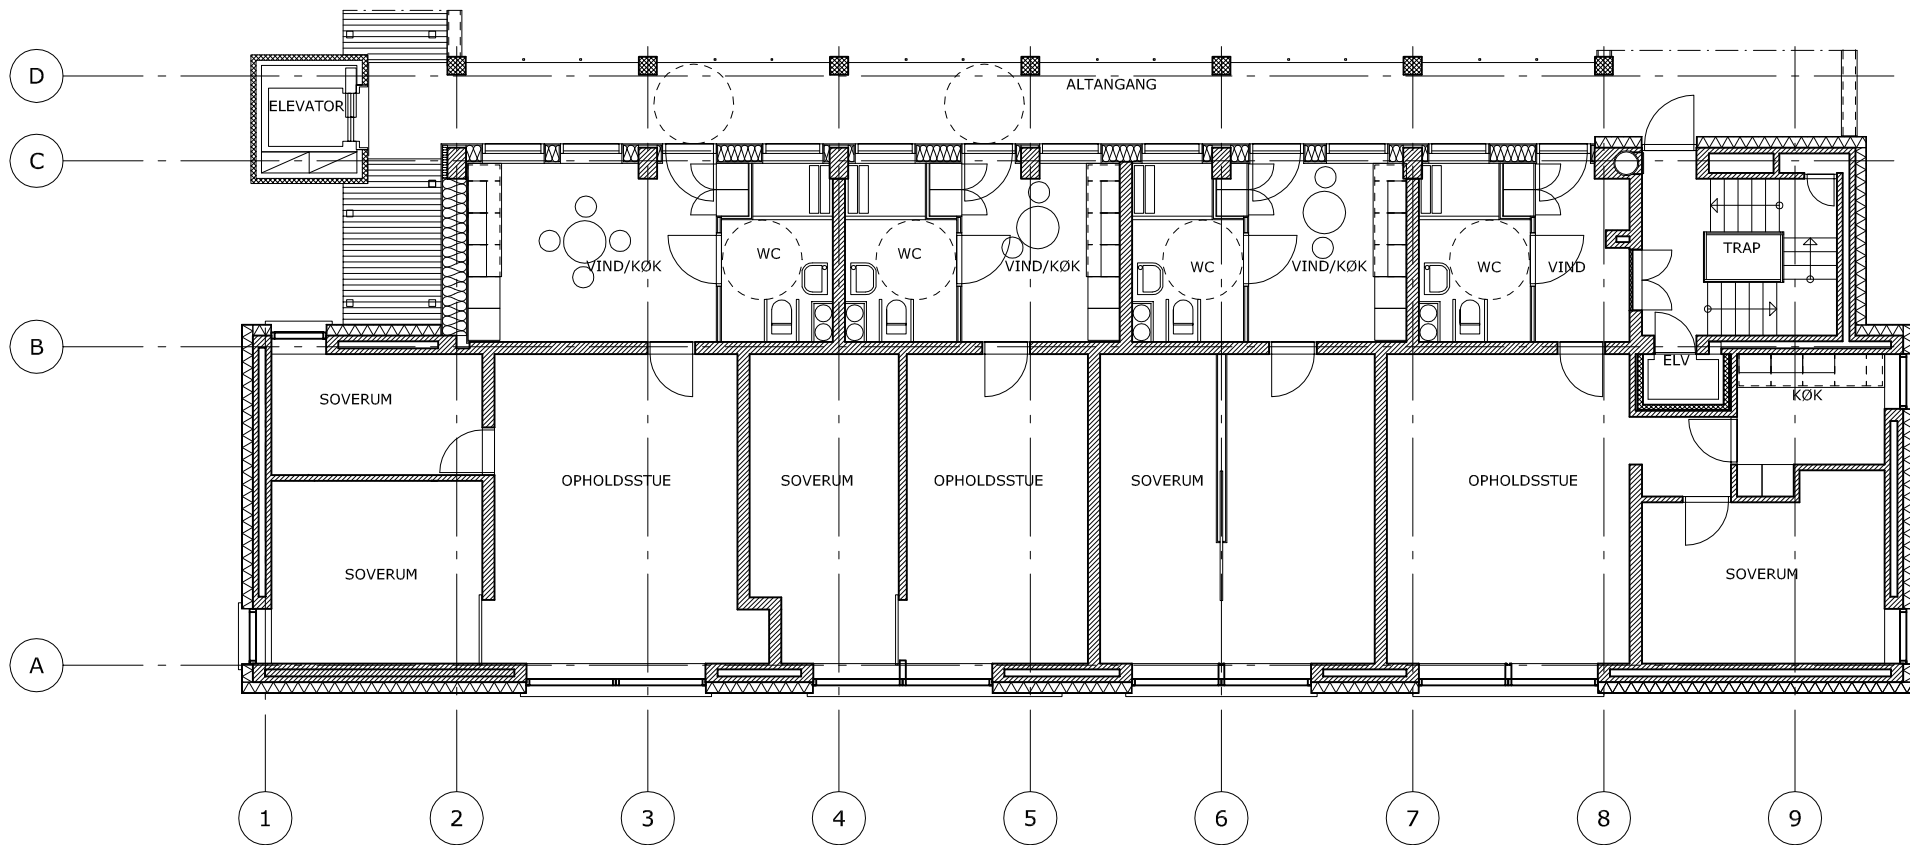 D
ELEVATOR
ALTANGANG
C
TRAP
WC
WC
VIND/KØK
VIND/KØK
WC
VIND/KØK
WC
VIND
B
ELV
SOVERUM
KØK
OPHOLDSSTUE
SOVERUM
OPHOLDSSTUE
SOVERUM
OPHOLDSSTUE
SOVERUM
SOVERUM
A
1
2
3
4
5
6
7
8
9